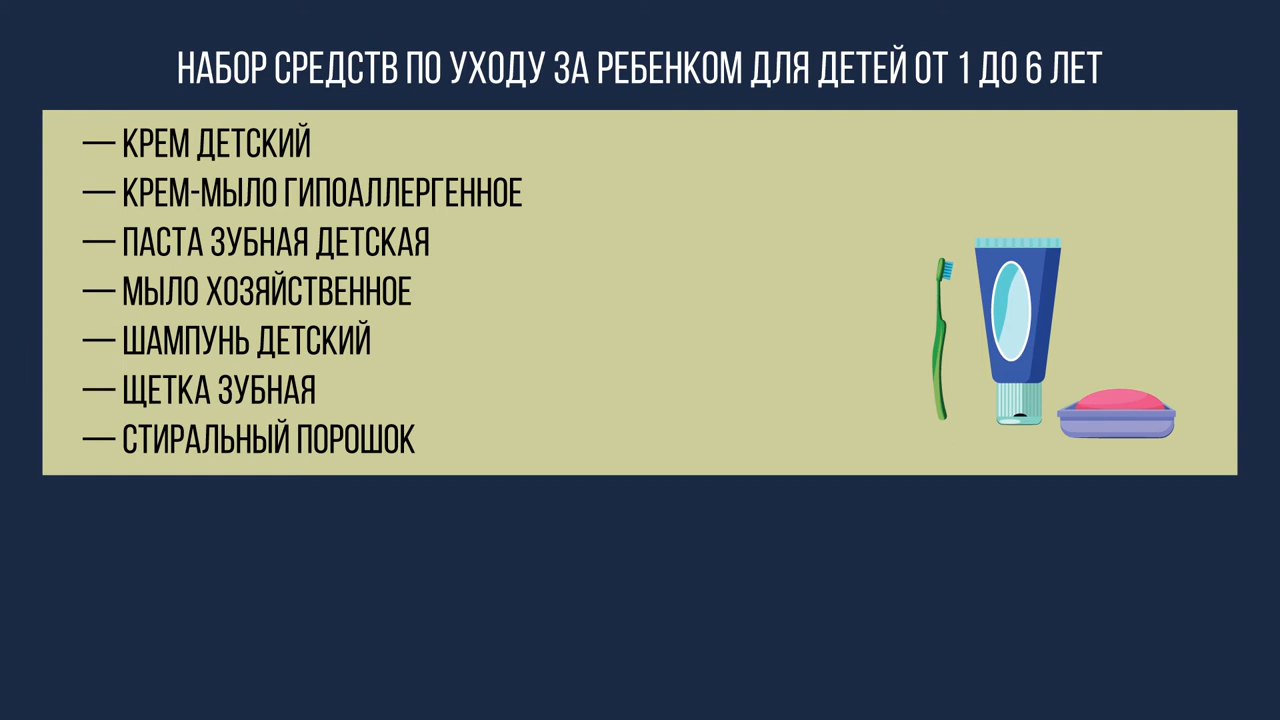 НАБОР СРЕДСТВ ПО УХОДУ ЗА РЕБЕНКОМ ДЛЯ ДЕТЕЙ ОТ 1 ДО 6 ЛЕТ
— КРЕМ ДЕТСКИЙ
— КРЕМ-МЫЛО ГИПОАЛЛЕРГЕННОЕ
— ПАСТА ЗУБНАЯ ДЕТСКАЯ
— МЫЛО ХОЗЯЙСТВЕННОЕ
— ШАМПУНЬ ДЕТСКИЙ
— ЩЕТКА ЗУБНАЯ
— СТИРАЛЬНЫЙ ПОРОШОК